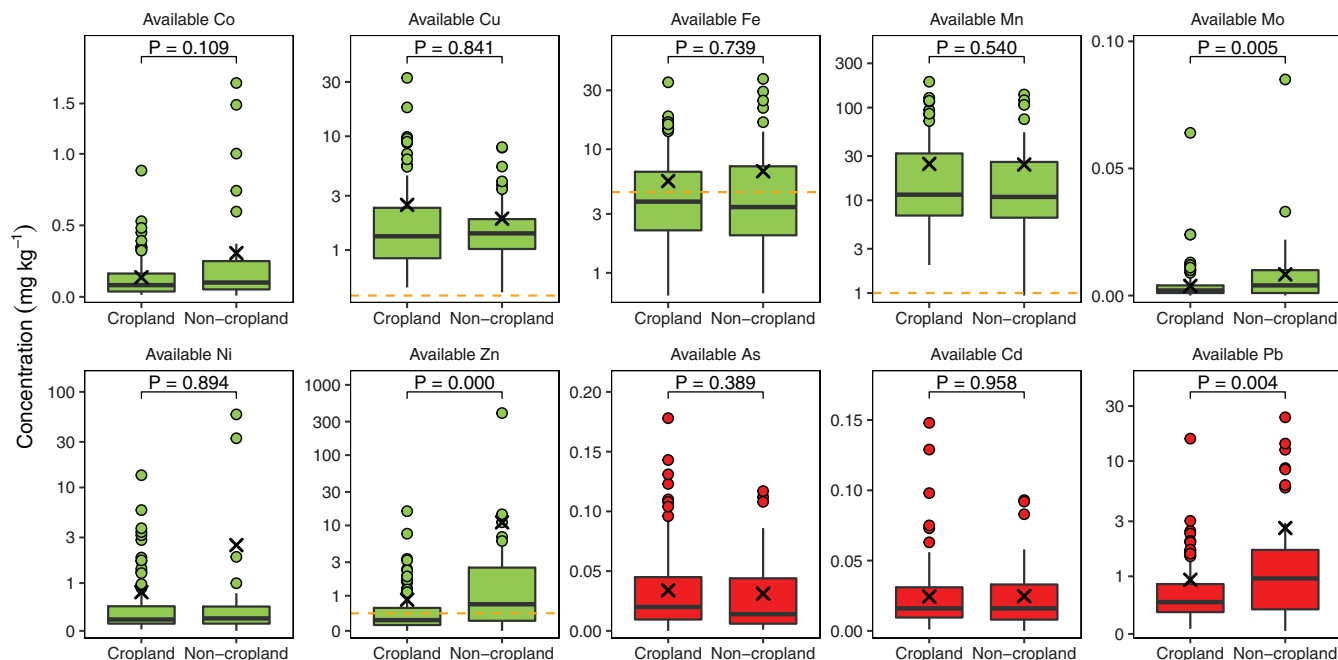 Available Co
Available Cu
Available Fe
Available Mn
Available Mo
P = 0.109
P = 0.841
P = 0.739
P = 0.540
P = 0.005
1.5
1.0
0.5
0.0
30
10
3
1
30
10
3
1
300
100
30
10
3
1
0.10
0.05
0.00
Cropland Non−cropland
Cropland Non−cropland
Cropland Non−cropland
Cropland Non−cropland
Cropland Non−cropland
Concentration (mg kg−1)
Available Ni
Available Zn
Available As
Available Cd
Available Pb
P = 0.894
P = 0.000
P = 0.389
P = 0.958
P = 0.004
100
30
10
3
1
0
1000
300
100
30
10
3
1
0
0.20
0.15
0.10
0.05
0.00
0.15
0.10
0.05
0.00
30
10
3
1
0
Cropland Non−cropland
Cropland Non−cropland
Cropland Non−cropland
Cropland Non−cropland
Cropland Non−cropland